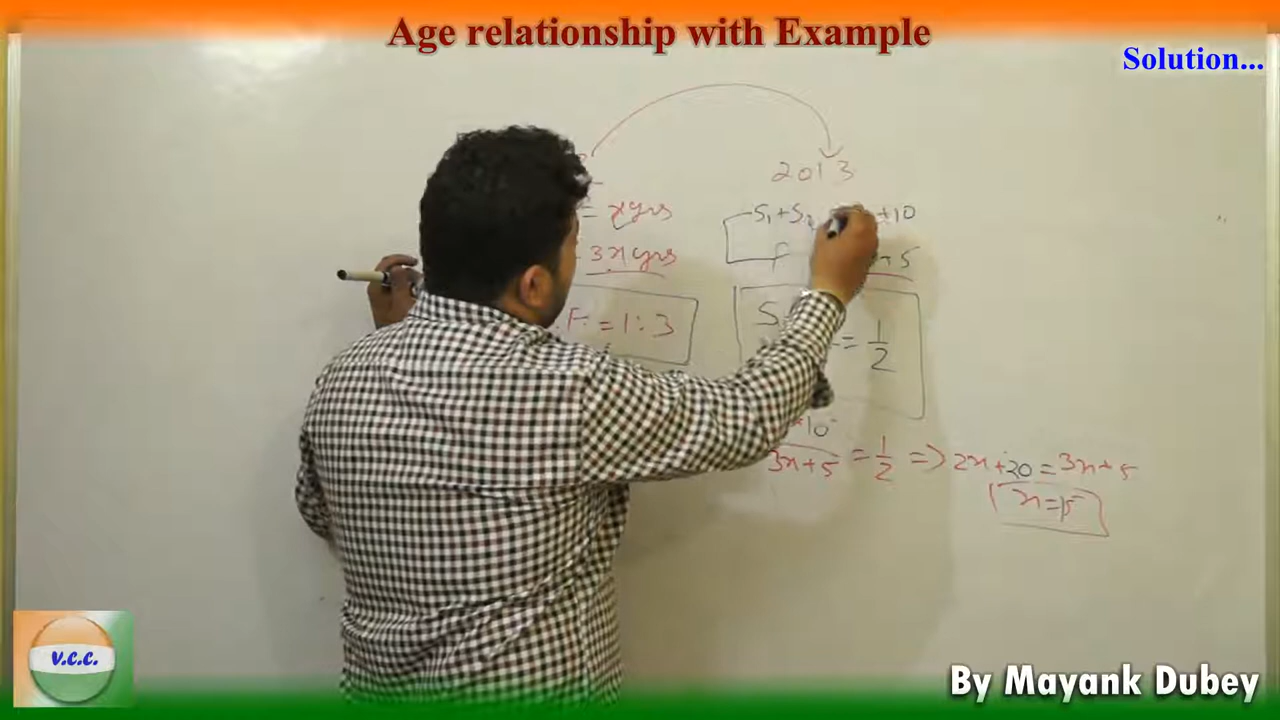 Age relationship with Example
Solution...
2013
= x yrs
S₁+S₂ +10
3x yrs
F +5
F = 1:3
S
= 1/2
10
3x+5 = 1/2 => 2x+20 = 3x+5
x=15
V.C.C.
By Mayank Dubey